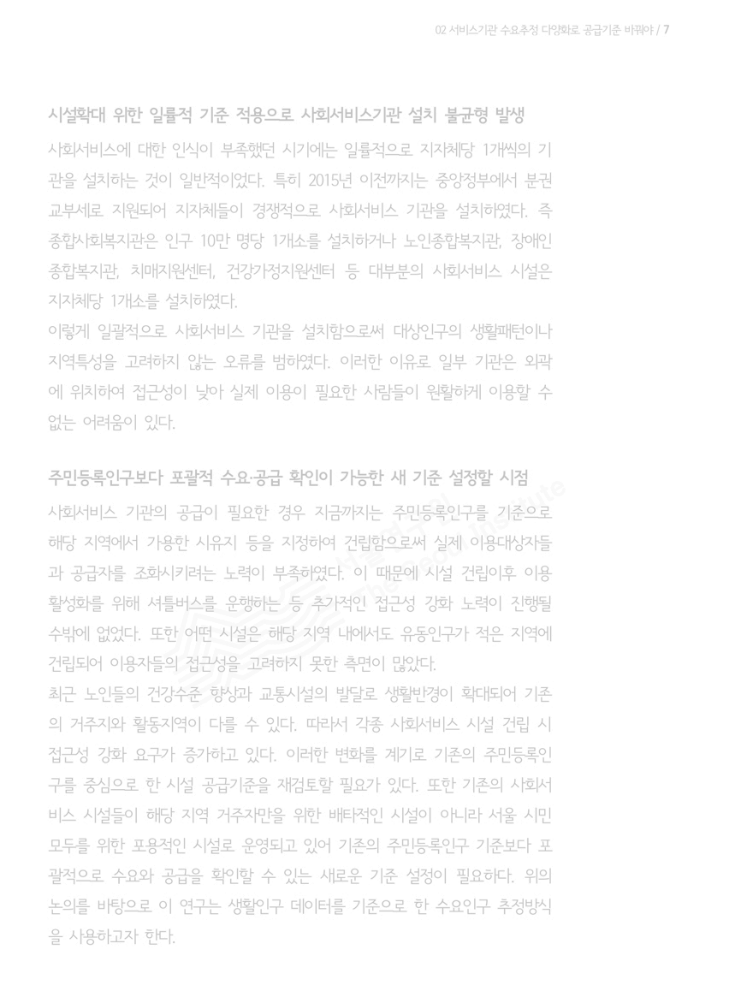 02 서비스기관 수요추정 다양화로 공급기준 바꿔야 / 7
시설확대 위한 일률적 기준 적용으로 사회서비스기관 설치 불균형 발생
사회서비스에 대한 인식이 부족했던 시기에는 일률적으로 지자체당 1개씩의 기
관을 설치하는 것이 일반적이었다. 특히 2015년 이전까지는 중앙정부에서 분권
교부세로 지원되어 지자체들이 경쟁적으로 사회서비스 기관을 설치하였다. 즉
종합사회복지관은 인구 10만 명당 1개소를 설치하거나 노인종합복지관, 장애인
종합복지관, 치매지원센터, 건강가정지원센터 등 대부분의 사회서비스 시설은
지자체당 1개소를 설치하였다.
이렇게 일괄적으로 사회서비스 기관을 설치함으로써 대상인구의 생활패턴이나
지역특성을 고려하지 않는 오류를 범하였다. 이러한 이유로 일부 기관은 외곽
에 위치하여 접근성이 낮아 실제 이용이 필요한 사람들이 원활하게 이용할 수
없는 어려움이 있다.
주민등록인구보다 포괄적 수요·공급 확인이 가능한 새 기준 설정할 시점
사회서비스 기관의 공급이 필요한 경우 지금까지는 주민등록인구를 기준으로
해당 지역에서 가용한 시유지 등을 지정하여 건립함으로써 실제 이용대상자들
과 공급자를 조화시키려는 노력이 부족하였다. 이 때문에 시설 건립이후 이용
활성화를 위해 셔틀버스를 운행하는 등 추가적인 접근성 강화 노력이 진행될
수밖에 없었다. 또한 어떤 시설은 해당 지역 내에서도 유동인구가 적은 지역에
건립되어 이용자들의 접근성을 고려하지 못한 측면이 많았다.
최근 노인들의 건강수준 향상과 교통시설의 발달로 생활반경이 확대되어 기존
의 거주지와 활동지역이 다를 수 있다. 따라서 각종 사회서비스 시설 건립 시
접근성 강화 요구가 증가하고 있다. 이러한 변화를 계기로 기존의 주민등록인
구를 중심으로 한 시설 공급기준을 재검토할 필요가 있다. 또한 기존의 사회서
비스 시설들이 해당 지역 거주자만을 위한 배타적인 시설이 아니라 서울 시민
모두를 위한 포용적인 시설로 운영되고 있어 기존의 주민등록인구 기준보다 포
괄적으로 수요와 공급을 확인할 수 있는 새로운 기준 설정이 필요하다. 위의
논의를 바탕으로 이 연구는 생활인구 데이터를 기준으로 한 수요인구 추정방식
을 사용하고자 한다.
서울연구원
The Seoul Institute